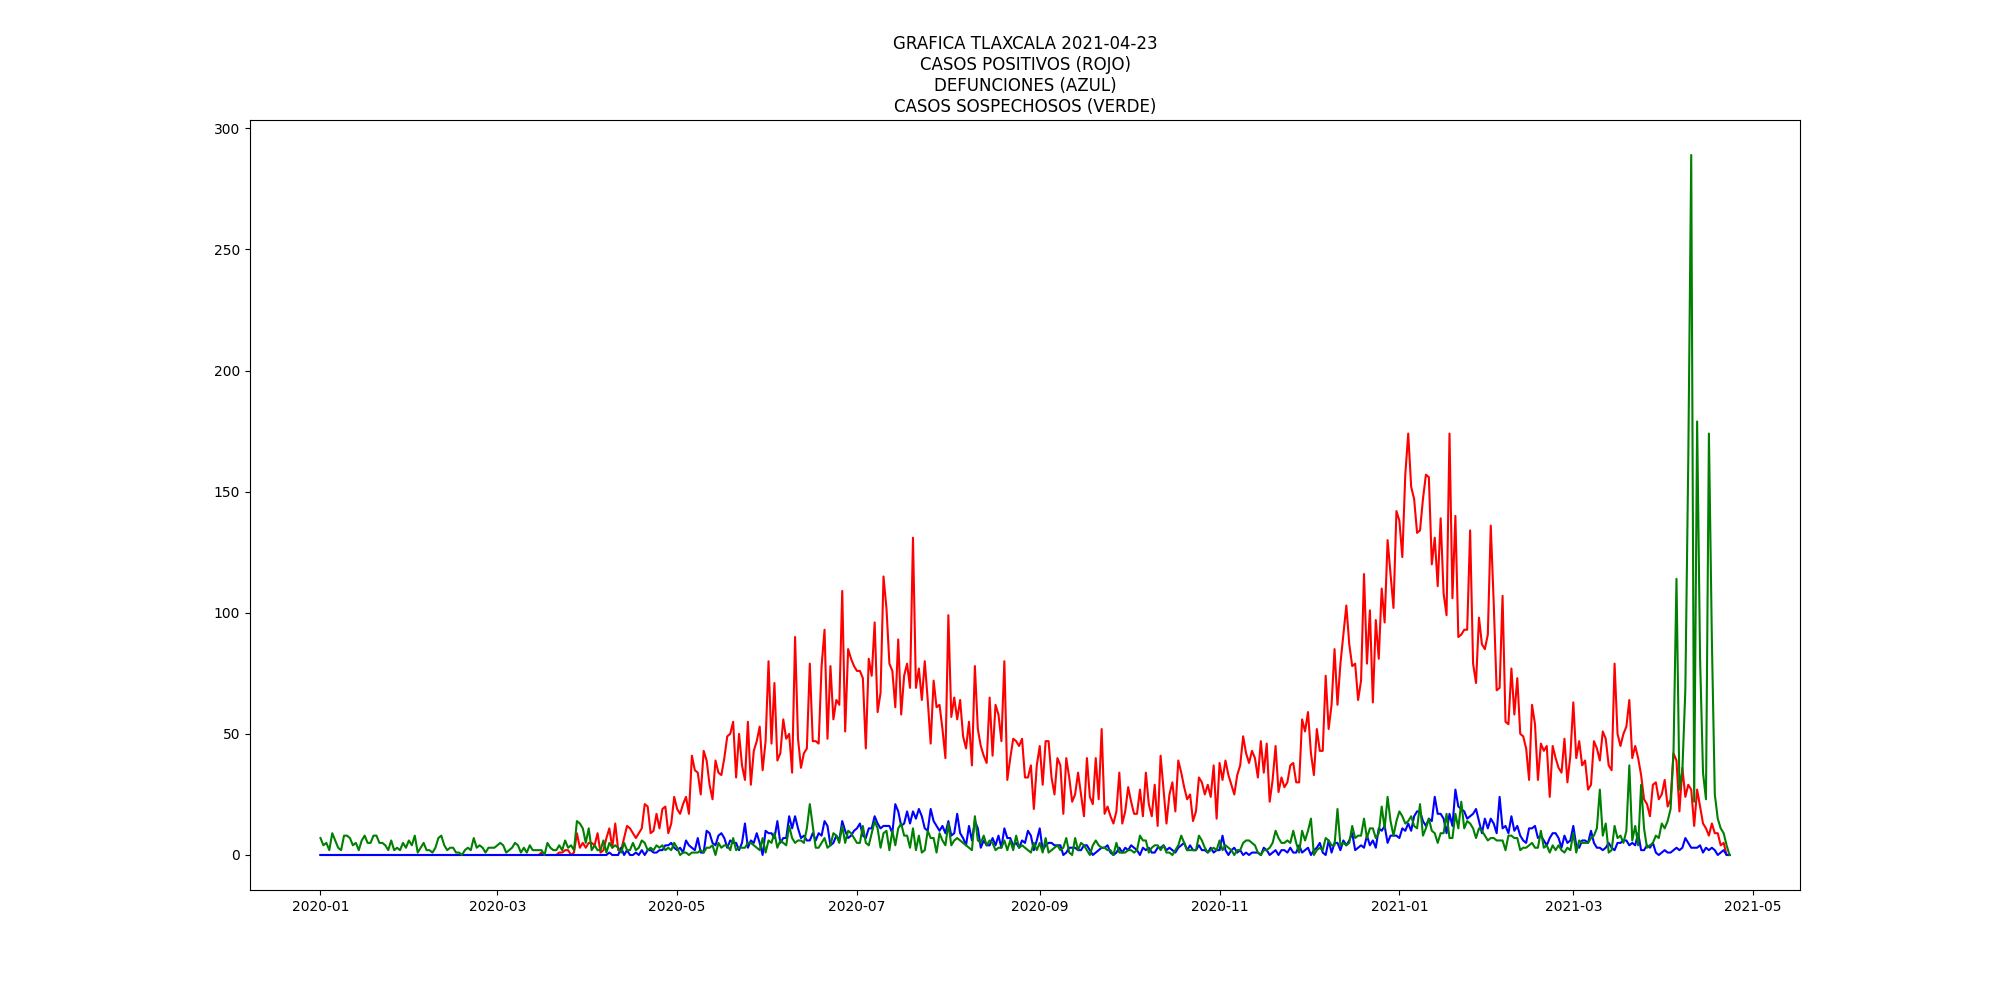 GRAFICA TLAXCALA 2021-04-23
CASOS POSITIVOS (ROJO)
DEFUNCIONES (AZUL)
CASOS SOSPECHOSOS (VERDE)
300
250
200
150
100
50
0
2020-01 2020-03 2020-05 2020-07 2020-09 2020-11 2021-01 2021-03 2021-05